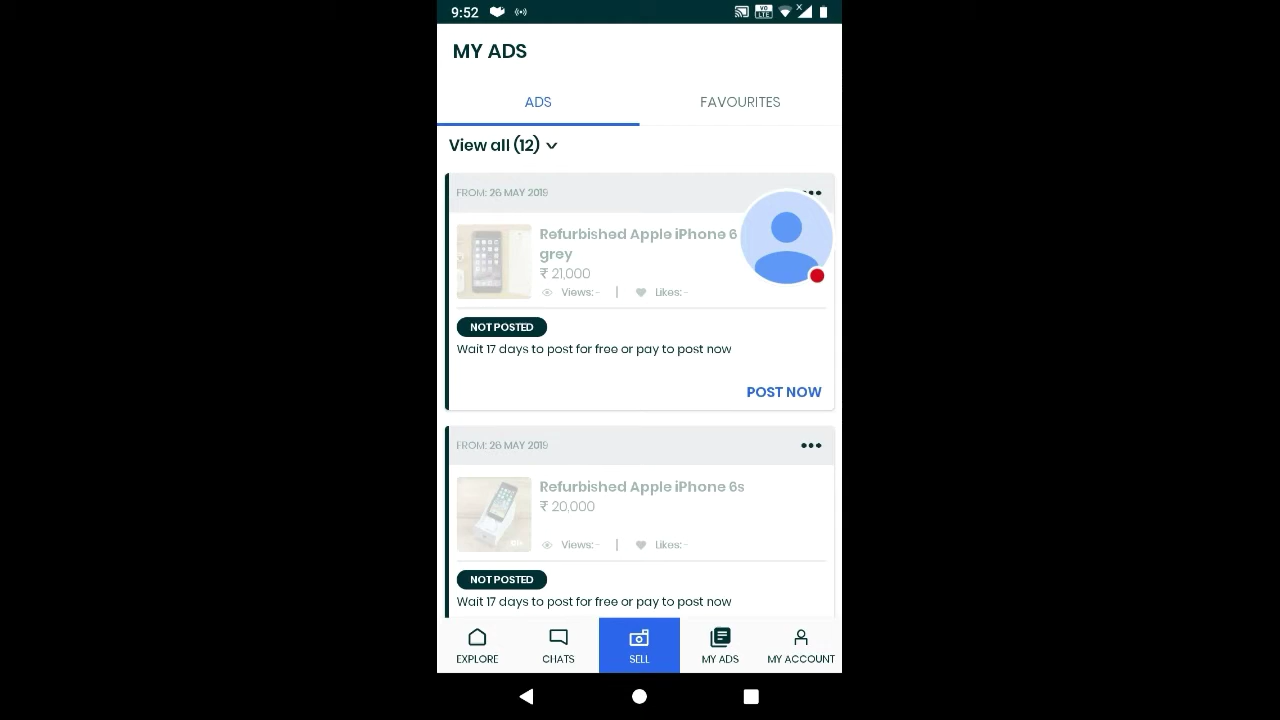 9:52
VO LTE
MY ADS
ADS
FAVOURITES
View all (12)
FROM: 26 MAY 2019
Refurbished Apple iPhone 6
grey
₹ 21,000
Views: -
|
Likes: -
NOT POSTED
Wait 17 days to post for free or pay to post now
POST NOW
FROM: 26 MAY 2019
Refurbished Apple iPhone 6s
₹ 20,000
Views: -
|
Likes: -
NOT POSTED
Wait 17 days to post for free or pay to post now
EXPLORE
CHATS
SELL
MY ADS
MY ACCOUNT